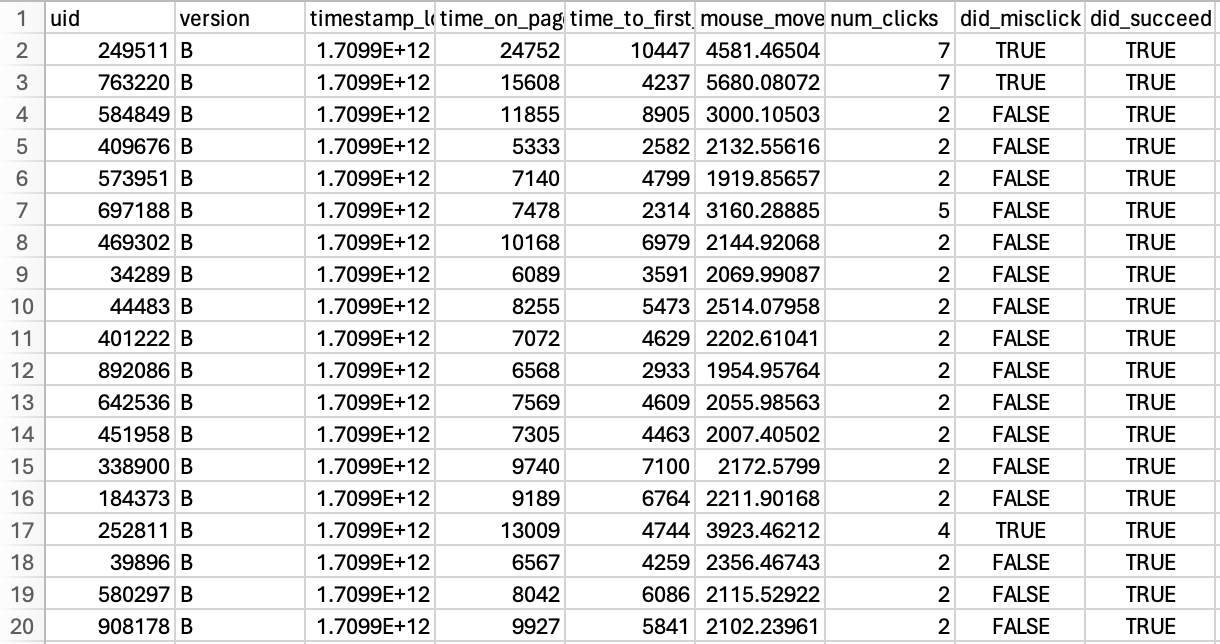 1 uid version timestamp_lo time_on_pag time_to_first_ mouse_move num_clicks did_misclick did_succeed
2 249511 B 1.7099E+12 24752 10447 4581.46504 7 TRUE TRUE
3 763220 B 1.7099E+12 15608 4237 5680.08072 7 TRUE TRUE
4 584849 B 1.7099E+12 11855 8905 3000.10503 2 FALSE TRUE
5 409676 B 1.7099E+12 5333 2582 2132.55616 2 FALSE TRUE
6 573951 B 1.7099E+12 7140 4799 1919.85657 2 FALSE TRUE
7 697188 B 1.7099E+12 7478 2314 3160.28885 5 FALSE TRUE
8 469302 B 1.7099E+12 10168 6979 2144.92068 2 FALSE TRUE
9 34289 B 1.7099E+12 6089 3591 2069.99087 2 FALSE TRUE
10 44483 B 1.7099E+12 8255 5473 2514.07958 2 FALSE TRUE
11 401222 B 1.7099E+12 7072 4629 2202.61041 2 FALSE TRUE
12 892086 B 1.7099E+12 6568 2933 1954.95764 2 FALSE TRUE
13 642536 B 1.7099E+12 7569 4609 2055.98563 2 FALSE TRUE
14 451958 B 1.7099E+12 7305 4463 2007.40502 2 FALSE TRUE
15 338900 B 1.7099E+12 9740 7100 2172.5799 2 FALSE TRUE
16 184373 B 1.7099E+12 9189 6764 2211.90168 2 FALSE TRUE
17 252811 B 1.7099E+12 13009 4744 3923.46212 4 TRUE TRUE
18 39896 B 1.7099E+12 6567 4259 2356.46743 2 FALSE TRUE
19 580297 B 1.7099E+12 8042 6086 2115.52922 2 FALSE TRUE
20 908178 B 1.7099E+12 9927 5841 2102.23961 2 FALSE TRUE